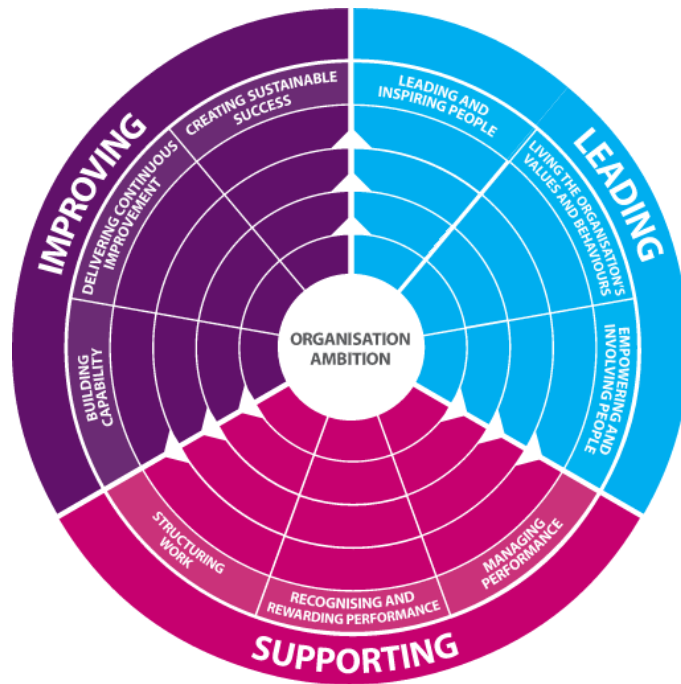 IMPROVING
CREATING SUSTAINABLE
SUCCESS
DELIVERING CONTINUOUS
IMPROVEMENT
BUILDING
CAPABILITY
LEADING
LEADING AND
INSPIRING PEOPLE
LIVING THE ORGANISATION'S
VALUES AND BEHAVIOURS
EMPOWERING AND
INVOLVING PEOPLE
ORGANISATION
AMBITION
STRUCTURING
WORK
RECOGNISING AND
REWARDING PERFORMANCE
MANAGING
PERFORMANCE
SUPPORTING